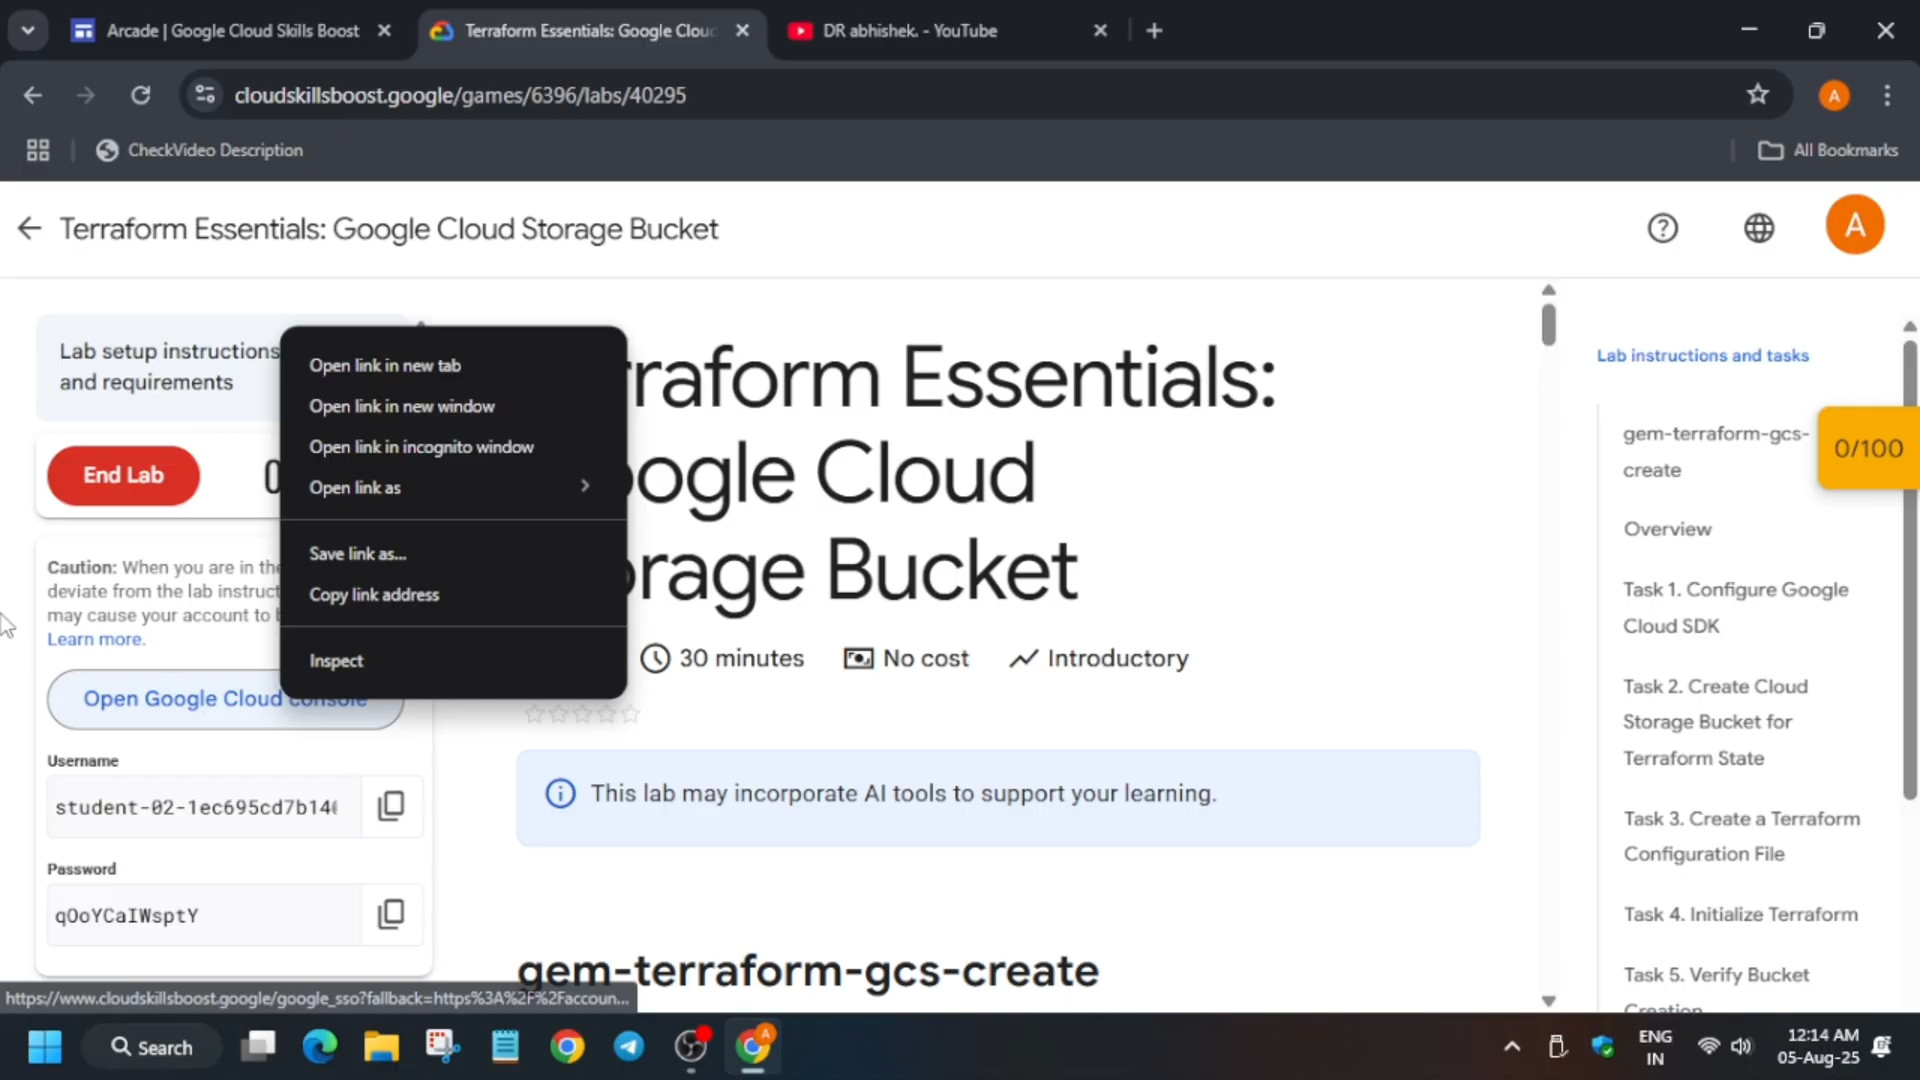 Arcade | Google Cloud Skills Boost
Terraform Essentials: Google Clou
DR abhishek. - YouTube
cloudskillsboost.google/games/6396/labs/40295
A
CheckVideo Description
All Bookmarks
Terraform Essentials: Google Cloud Storage Bucket
A
Lab setup instructions
and requirements
End Lab
0
Caution: When you are in the
deviate from the lab instruct
may cause your account to b
Learn more.
Open Google Cloud console
Username
student-02-1ec695cd7b140
Password
qOoYCaIWsptY
Open link in new tab
Open link in new window
Open link in incognito window
Open link as
Save link as...
Copy link address
Inspect
rraform Essentials:
oogle Cloud
orage Bucket
30 minutes
No cost
Introductory
This lab may incorporate AI tools to support your learning.
gem-terraform-gcs-create
Lab instructions and tasks
gem-terraform-gcs-
create
0/100
Overview
Task 1. Configure Google
Cloud SDK
Task 2. Create Cloud
Storage Bucket for
Terraform State
Task 3. Create a Terraform
Configuration File
Task 4. Initialize Terraform
Task 5. Verify Bucket
Creation
https://www.cloudskillsboost.google/google_sso?fallback=https%3A%2F%2Faccoun...
Search
A
ENG
IN
12:14 AM
05-Aug-25